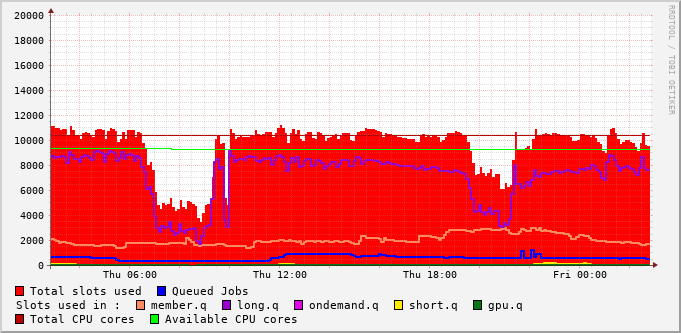 20000
18000
16000
14000
12000
10000
8000
6000
4000
2000
0
Thu 06:00 Thu 12:00 Thu 18:00 Fri 00:00
RRDTOOL / TOBI OETIKER
Total slots used Queued Jobs
Slots used in : member.q long.q ondemand.q short.q gpu.q
Total CPU cores Available CPU cores